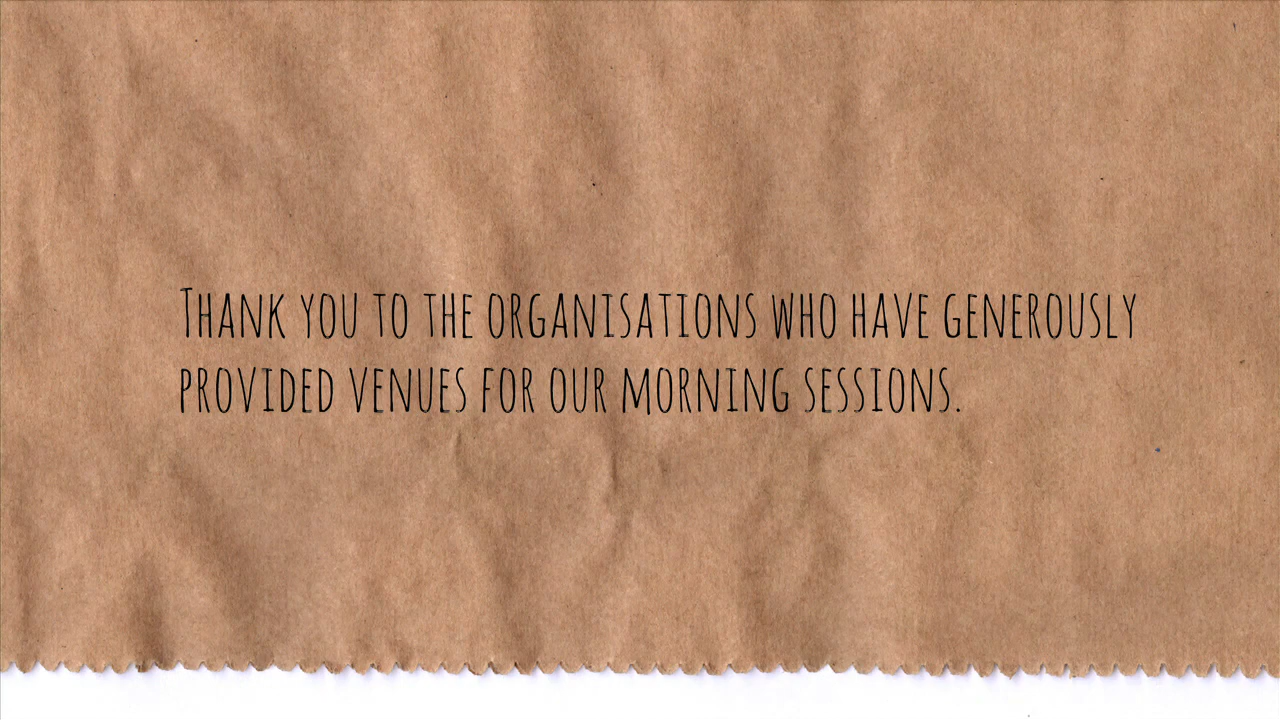 Thank you to the organisations who have generously
provided venues for our morning sessions.